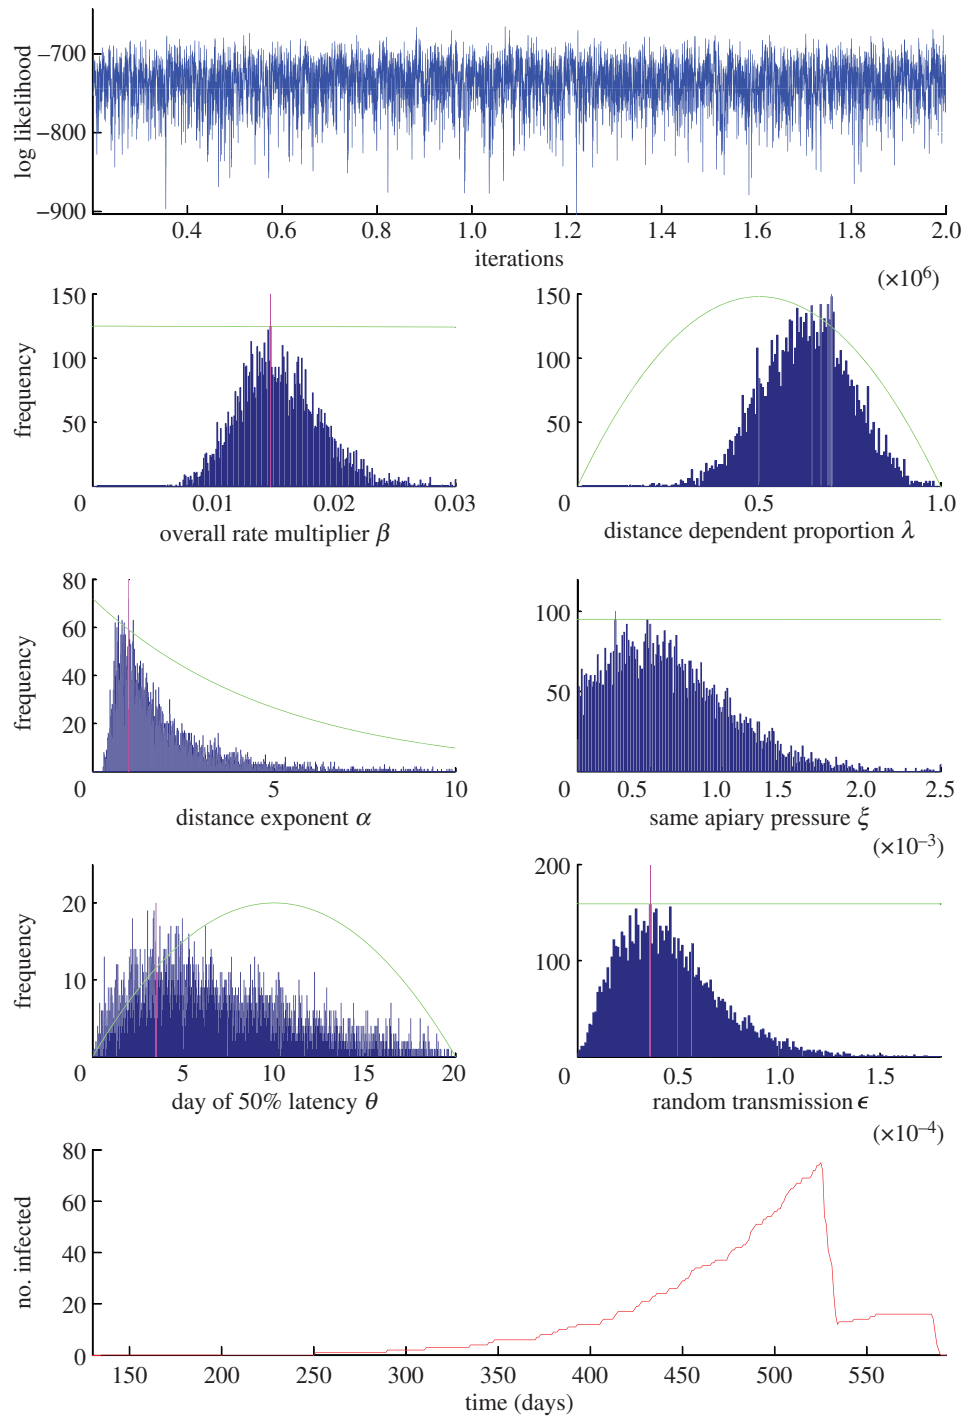 log likelihood
−700
−800
−900
0.4 0.6 0.8 1.0 1.2 1.4 1.6 1.8 2.0
iterations
(×10⁶)
frequency
150
100
50
0 0.01 0.02 0.03
overall rate multiplier β
150
100
50
0 0.5 1.0
distance dependent proportion λ
frequency
80
60
40
20
0 5 10
distance exponent α
100
50
0 0.5 1.0 1.5 2.0 2.5
same apiary pressure ξ
(×10⁻³)
frequency
20
10
0 5 10 15 20
day of 50% latency θ
200
100
0 0.5 1.0 1.5
random transmission ϵ
(×10⁻⁴)
no. infected
80
60
40
20
0
150 200 250 300 350 400 450 500 550
time (days)